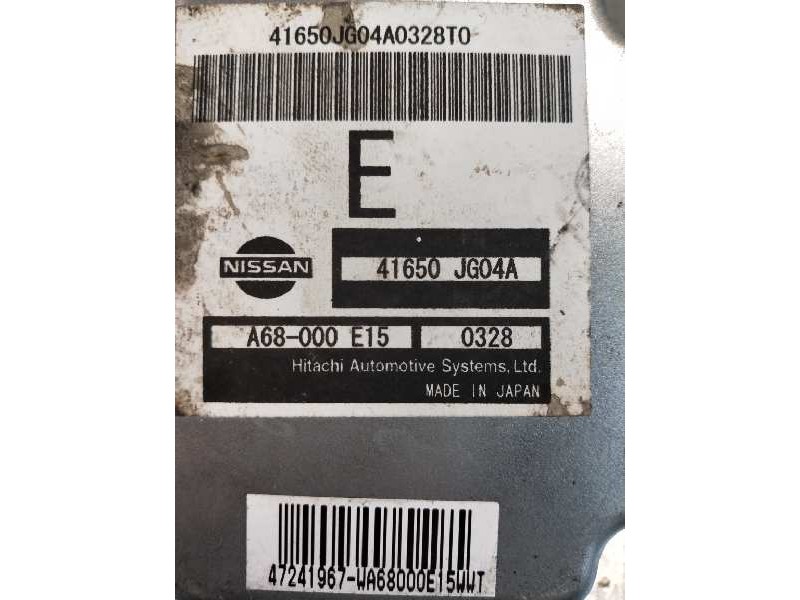 41650JG04A0328T0
E
NISSAN
41650 JG04A
A68-000 E15 0328
Hitachi Automotive Systems, Ltd.
MADE IN JAPAN
47241967-WA68000E15WWT